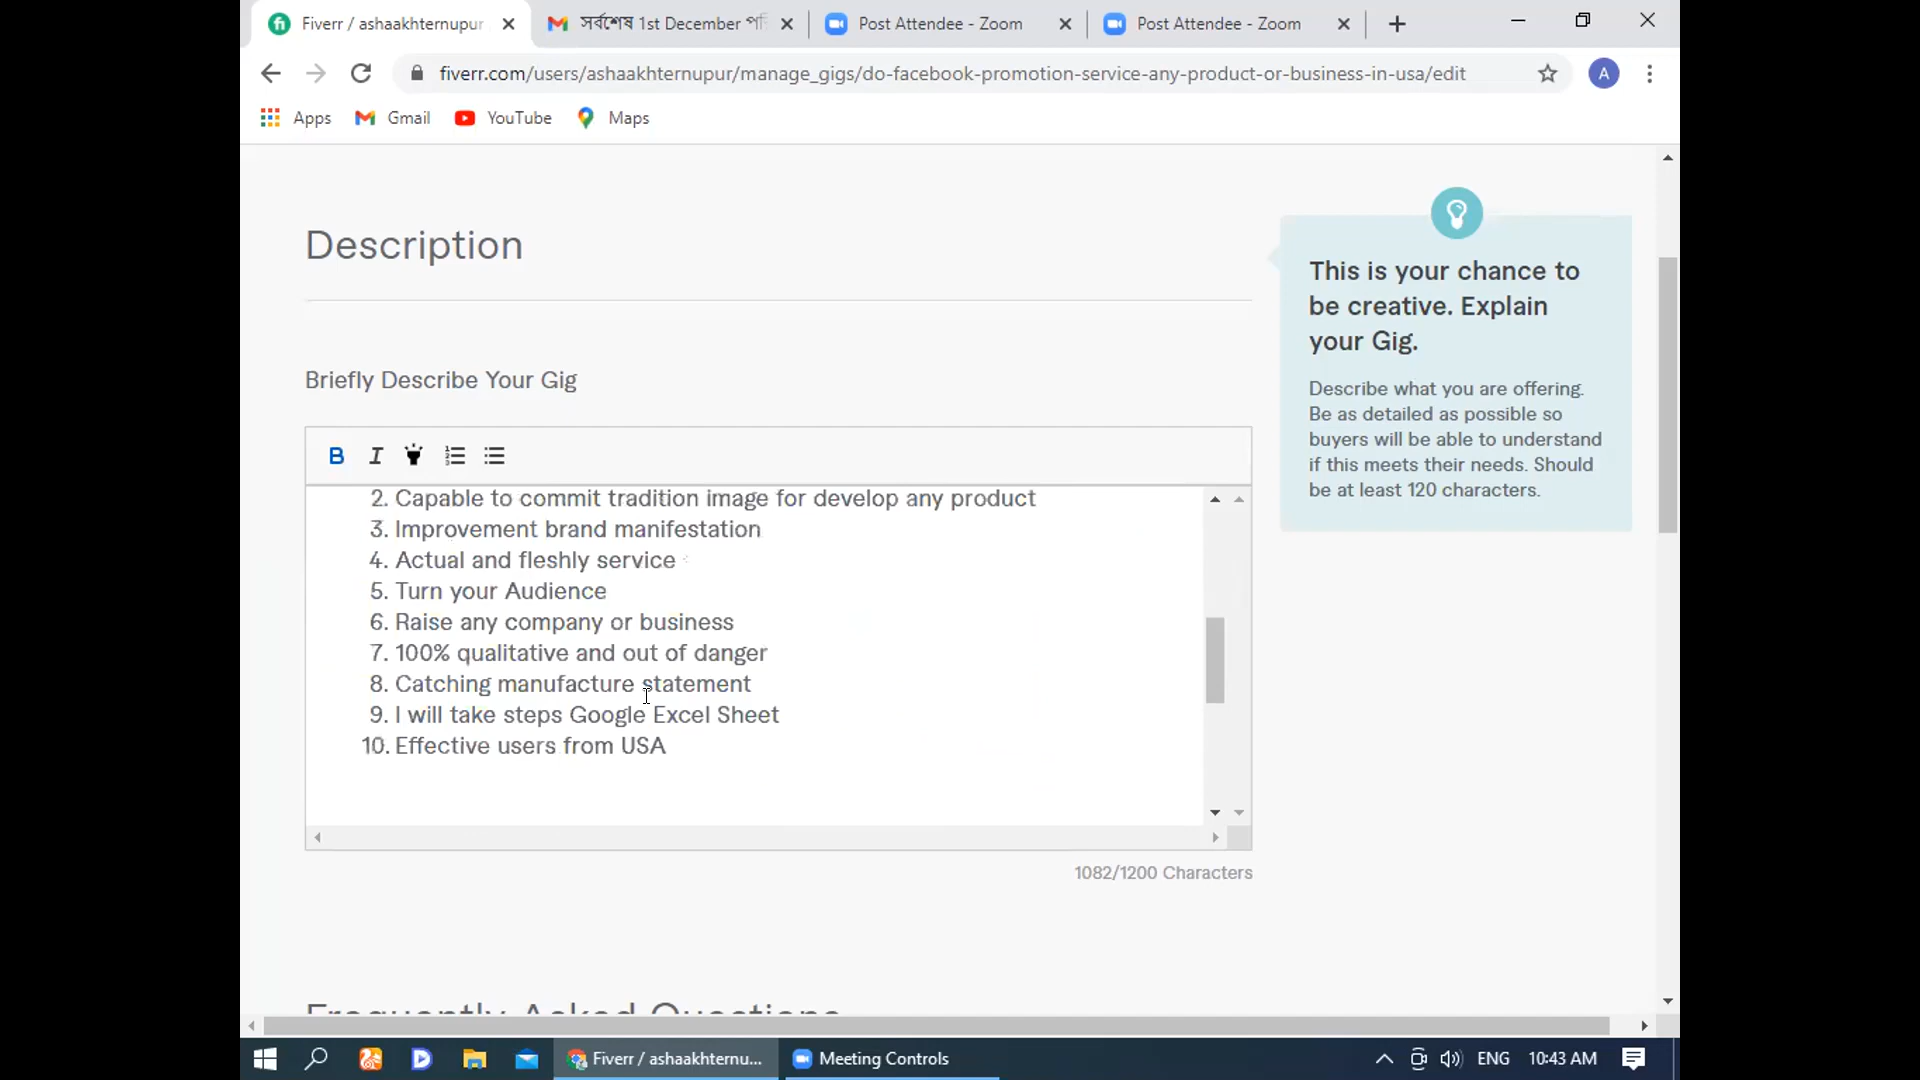 Fiverr / ashaakhternupur
সর্বশেষ 1st December
Post Attendee - Zoom
Post Attendee - Zoom
fiverr.com/users/ashaakhternupur/manage_gigs/do-facebook-promotion-service-any-product-or-business-in-usa/edit
A
Apps
Gmail
YouTube
Maps
Description
Briefly Describe Your Gig
B I
2. Capable to commit tradition image for develop any product
3. Improvement brand manifestation
4. Actual and fleshly service
5. Turn your Audience
6. Raise any company or business
7. 100% qualitative and out of danger
8. Catching manufacture statement
9. I will take steps Google Excel Sheet
10. Effective users from USA
1082/1200 Characters
This is your chance to
be creative. Explain
your Gig.
Describe what you are offering.
Be as detailed as possible so
buyers will be able to understand
if this meets their needs. Should
be at least 120 characters.
Frequently Asked Questions
Fiverr / ashaakhternu...
Meeting Controls
ENG
10:43 AM